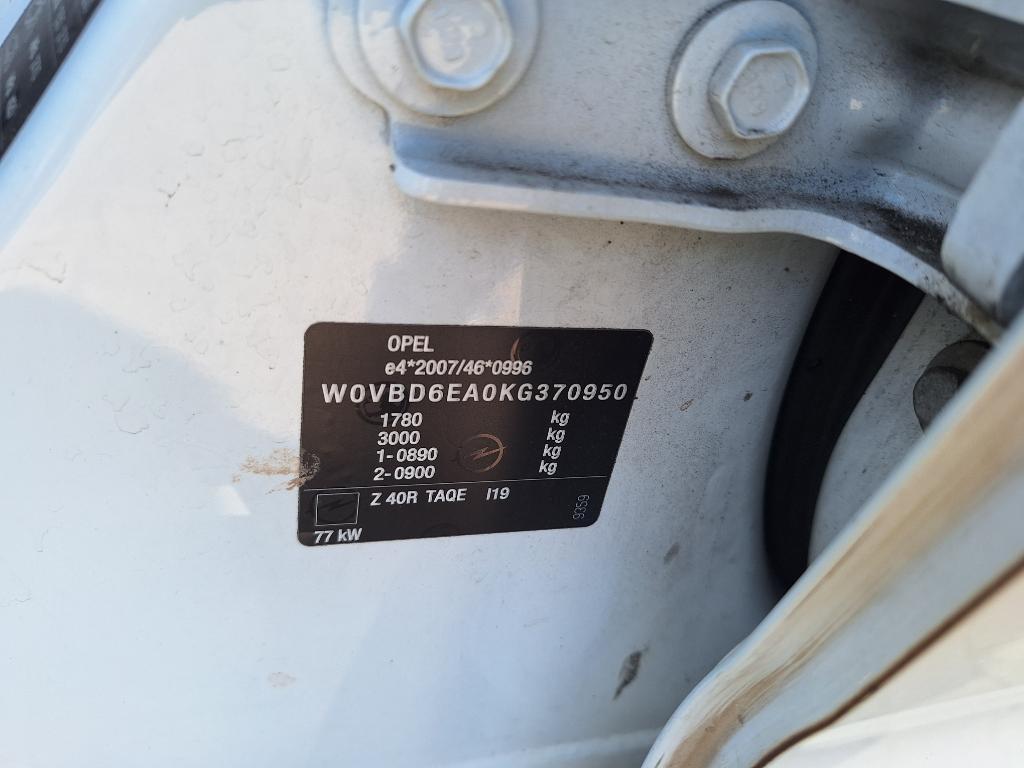 OPEL
e4*2007/46*0996
W0VBD6EA0KG370950
1780 kg
3000 kg
1-0890 kg
2-0900 kg
Z 40R TAQE I19
9359
77 kW